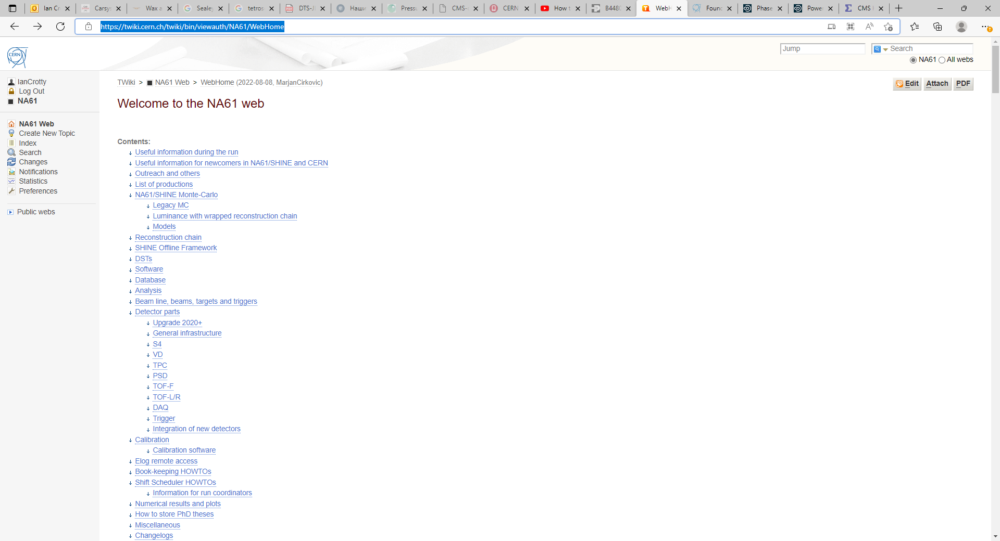 Ian Cr
Carsys
Wax a
Sealey
tetros
DTS-J
Наши
Pressu
CMS-
CERN
How t
B448
WebH
Found
Phase
Power
CMS
https://twiki.cern.ch/twiki/bin/viewauth/NA61/WebHome
CERN
Jump
Search
NA61 All webs
IanCrotty
Log Out
NA61
NA61 Web
Create New Topic
Index
Search
Changes
Notifications
Statistics
Preferences
Public webs
TWiki > NA61 Web > WebHome (2022-08-08, MarjanCirkovic)
Edit Attach PDF
Welcome to the NA61 web
Contents:
Useful information during the run
Useful information for newcomers in NA61/SHINE and CERN
Outreach and others
List of productions
NA61/SHINE Monte-Carlo
Legacy MC
Luminance with wrapped reconstruction chain
Models
Reconstruction chain
SHINE Offline Framework
DSTs
Software
Database
Analysis
Beam line, beams, targets and triggers
Detector parts
Upgrade 2020+
General infrastructure
S4
VD
TPC
PSD
TOF-F
TOF-L/R
DAQ
Trigger
Integration of new detectors
Calibration
Calibration software
Elog remote access
Book-keeping HOWTOs
Shift Scheduler HOWTOs
Information for run coordinators
Numerical results and plots
How to store PhD theses
Miscellaneous
Changelogs